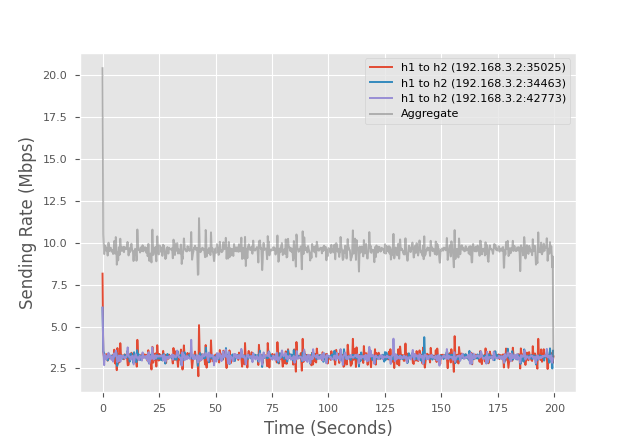 h1 to h2 (192.168.3.2:35025)
h1 to h2 (192.168.3.2:34463)
h1 to h2 (192.168.3.2:42773)
Aggregate
Sending Rate (Mbps)
20.0
17.5
15.0
12.5
10.0
7.5
5.0
2.5
0 25 50 75 100 125 150 175 200
Time (Seconds)